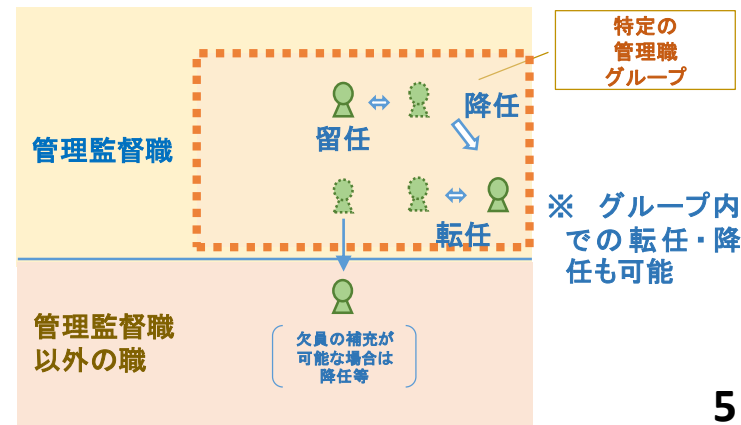 特定の
管理職
グループ
降任
留任
管理監督職
転任
※　グループ内
での転任・降
任も可能
管理監督職
以外の職
欠員の補充が
可能な場合は
降任等
5